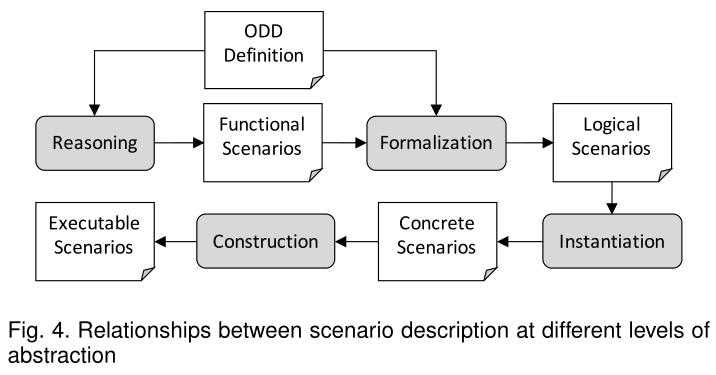 ODD
Definition
Reasoning
Functional
Scenarios
Formalization
Logical
Scenarios
Executable
Scenarios
Construction
Concrete
Scenarios
Instantiation
Fig. 4. Relationships between scenario description at different levels of
abstraction